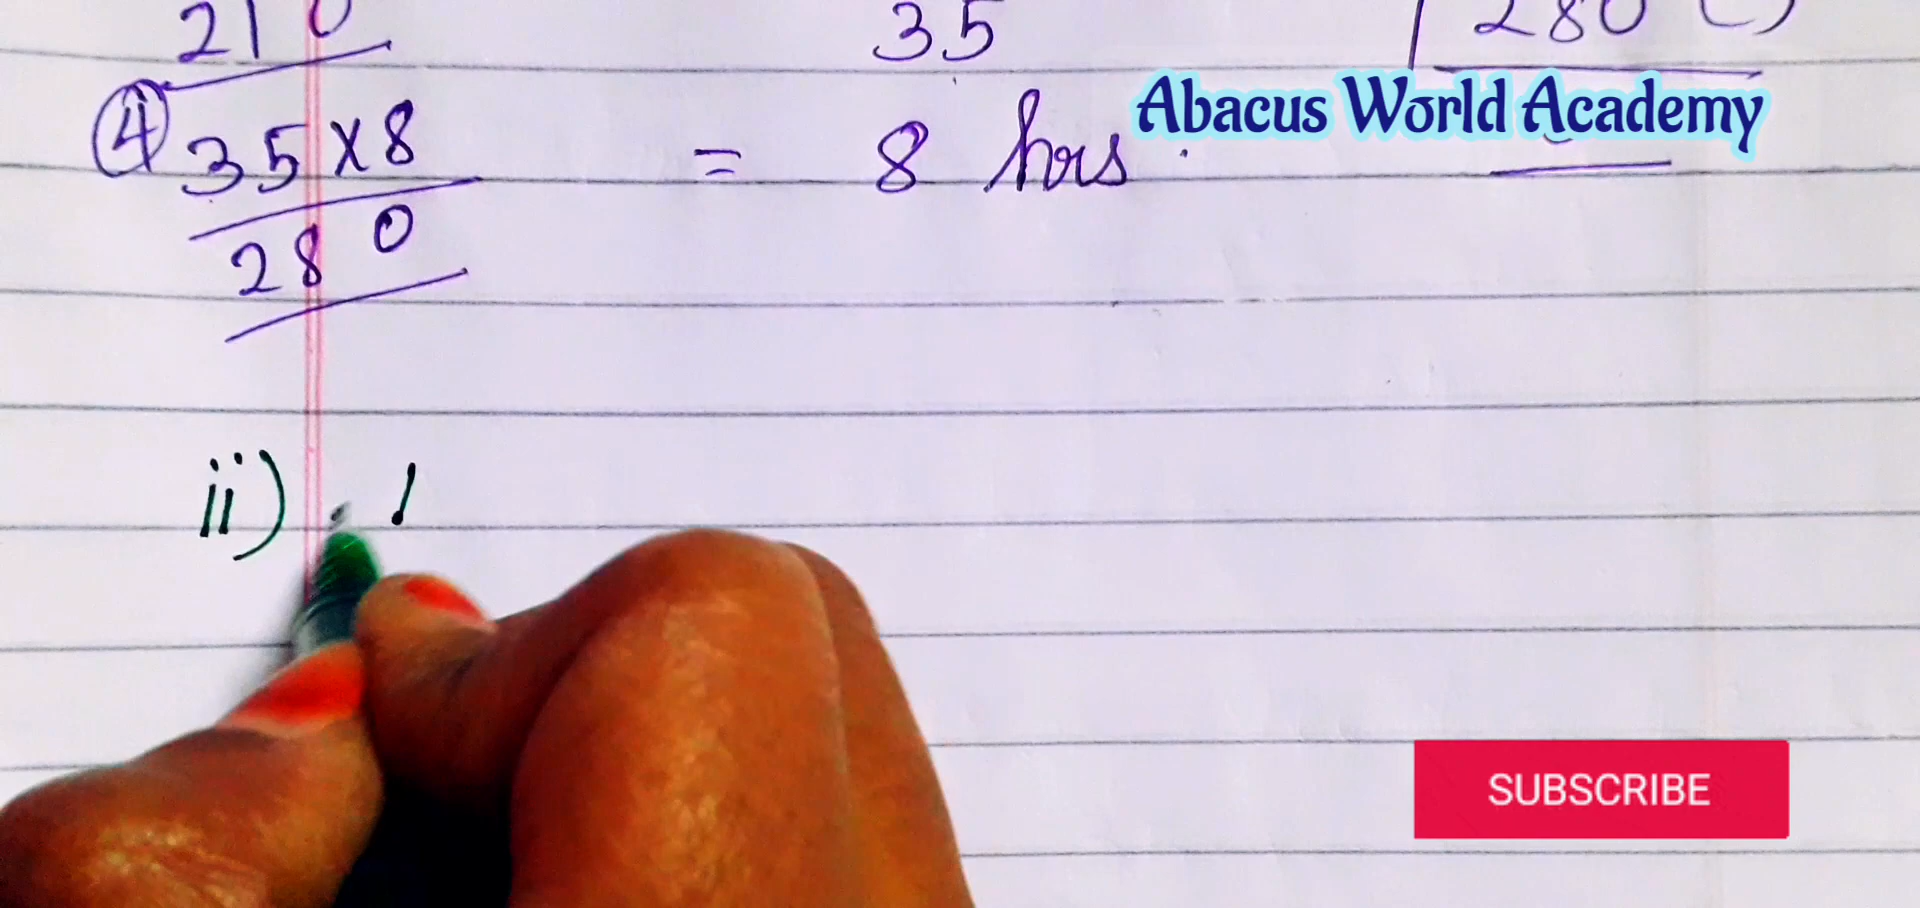 210 35 280
Abacus World Academy
④ 35 x 8 = 8 hrs.
280
ii)
SUBSCRIBE